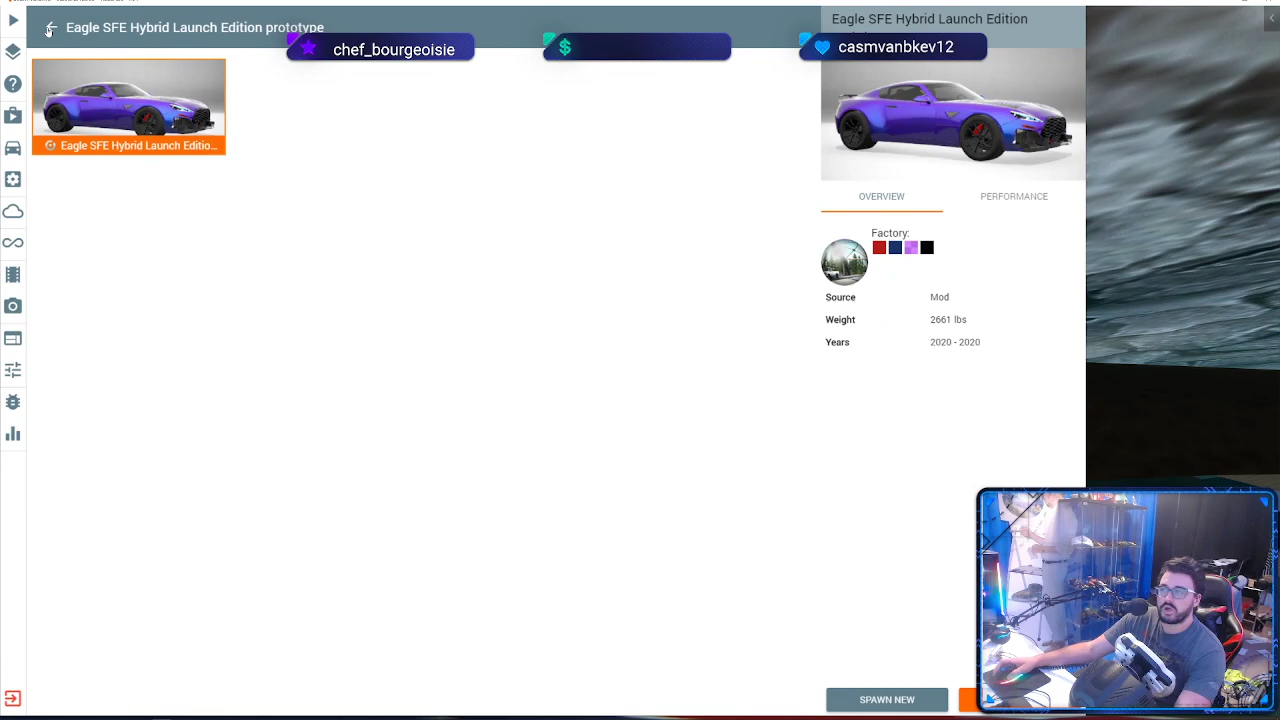 Eagle SFE Hybrid Launch Edition prototype
Eagle SFE Hybrid Launch Edition
chef_bourgeoisie
$
casmvanbkev12
Eagle SFE Hybrid Launch Editio...
OVERVIEW
PERFORMANCE
Factory:
Source
Mod
Weight
2661 lbs
Years
2020 - 2020
SPAWN NEW